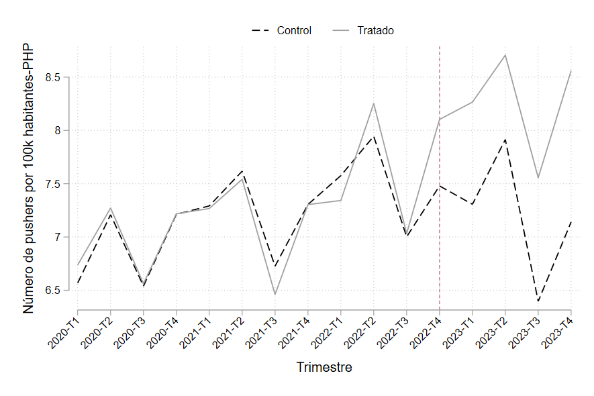 Control Tratado
Número de pushers por 100k habitantes-PHP
8.5
8
7.5
7
6.5
2020-T1 2020-T2 2020-T3 2020-T4 2021-T1 2021-T2 2021-T3 2021-T4 2022-T1 2022-T2 2022-T3 2022-T4 2023-T1 2023-T2 2023-T3 2023-T4
Trimestre